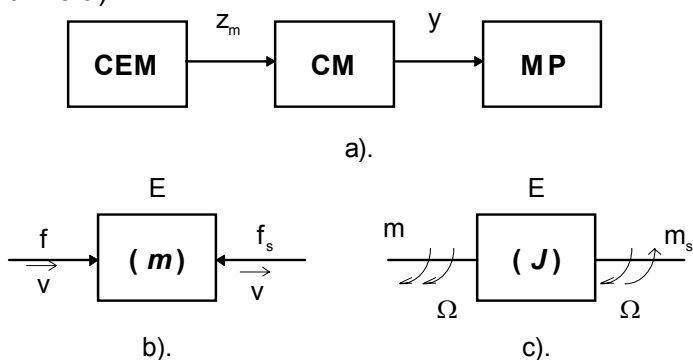 z_m y
CEM CM MP
a).
E E
f f_s m m_s
v (m) v (J)
Ω Ω
b). c).